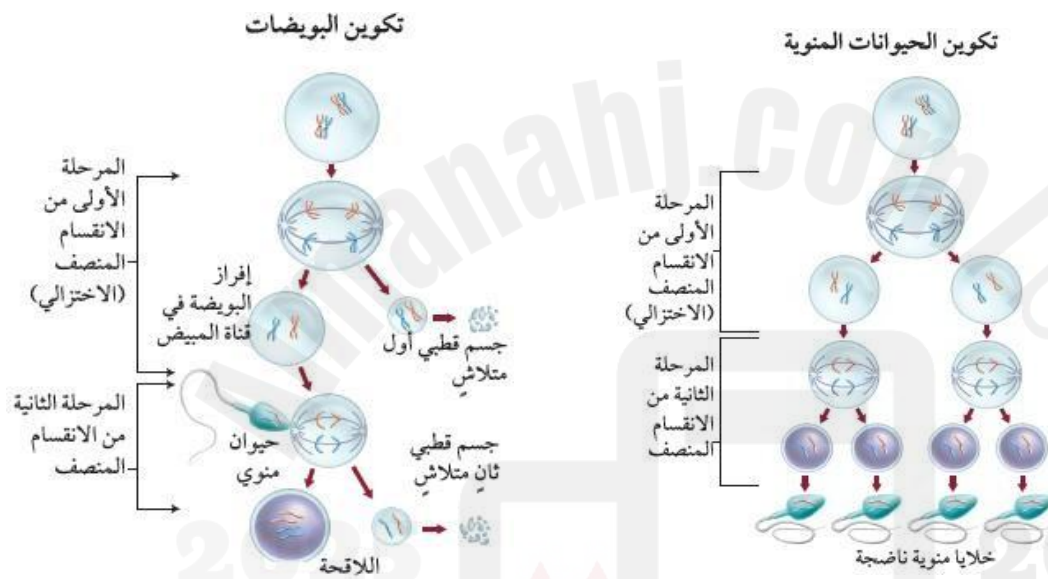 تكوين الحيوانات المنوية
المرحلة
الأولى من
الانقسام
المنصف
(الاختزالي)
المرحلة
الثانية من
الانقسام
المنصف
خلايا منوية ناضجة
تكوين البويضات
المرحلة
الأولى من
الانقسام
المنصف
(الاختزالي)
إفراز
البويضة في
قناة المبيض
جسم قطبي أول
متلاشٍ
المرحلة الثانية
من الانقسام
المنصف
حيوان
منوي
جسم قطبي
ثانٍ متلاشٍ
اللاقحة
Almanahj.com